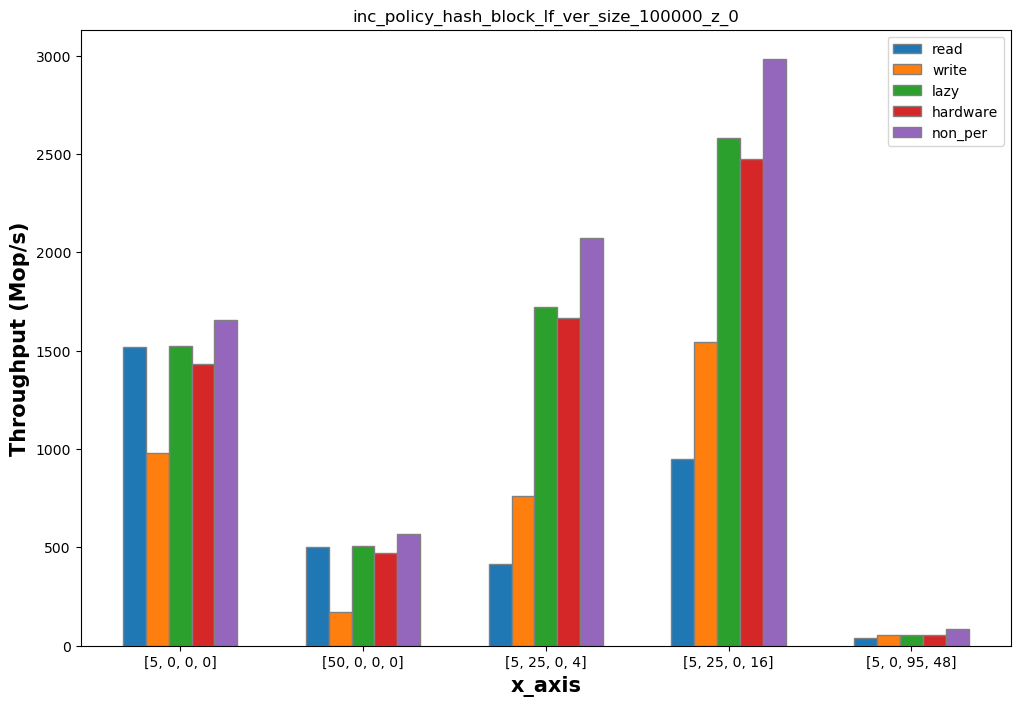 inc_policy_hash_block_lf_ver_size_100000_z_0
3000
2500
2000
1500
1000
500
0
Throughput (Mop/s)
read
write
lazy
hardware
non_per
[5, 0, 0, 0]
[50, 0, 0, 0]
[5, 25, 0, 4]
[5, 25, 0, 16]
[5, 0, 95, 48]
x_axis